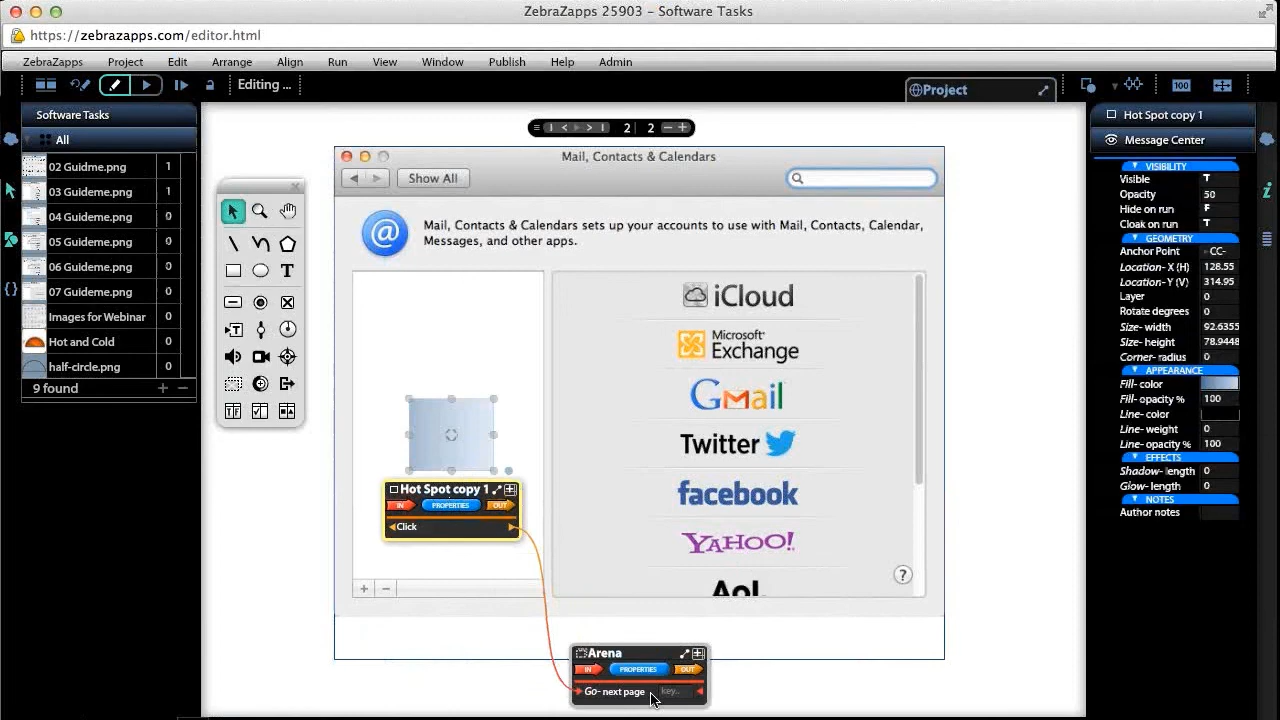 ZebraZapps 25903 – Software Tasks
https://zebrazapps.com/editor.html
ZebraZapps Project Edit Arrange Align Run View Window Publish Help Admin
Editing ...
Project
100
Software Tasks
All
02 Guidme.png 1
03 Guideme.png 1
04 Guideme.png 0
05 Guideme.png 0
06 Guideme.png 0
07 Guideme.png 0
Images for Webinar 0
Hot and Cold 0
half-circle.png 0
9 found + −
2 | 2 − +
Mail, Contacts & Calendars
Show All
@
Mail, Contacts & Calendars sets up your accounts to use with Mail, Contacts, Calendar,
Messages, and other apps.
iCloud
Microsoft®
Exchange
Gmail
Twitter
facebook
YAHOO!
Aol.
?
+ −
Hot Spot copy 1
IN PROPERTIES OUT
Click
Arena
IN PROPERTIES OUT
Go- next page key..
Hot Spot copy 1
Message Center
VISIBILITY
Visible T
Opacity 50
Hide on run F
Cloak on run T
GEOMETRY
Anchor Point -CC-
Location- X (H) 128.55
Location- Y (V) 314.95
Layer 0
Rotate degrees 0
Size- width 92.6355
Size- height 78.9448
Corner- radius 0
APPEARANCE
Fill- color
Fill- opacity % 100
Line- color
Line- weight 0
Line- opacity % 100
EFFECTS
Shadow- length 0
Glow- length 0
NOTES
Author notes